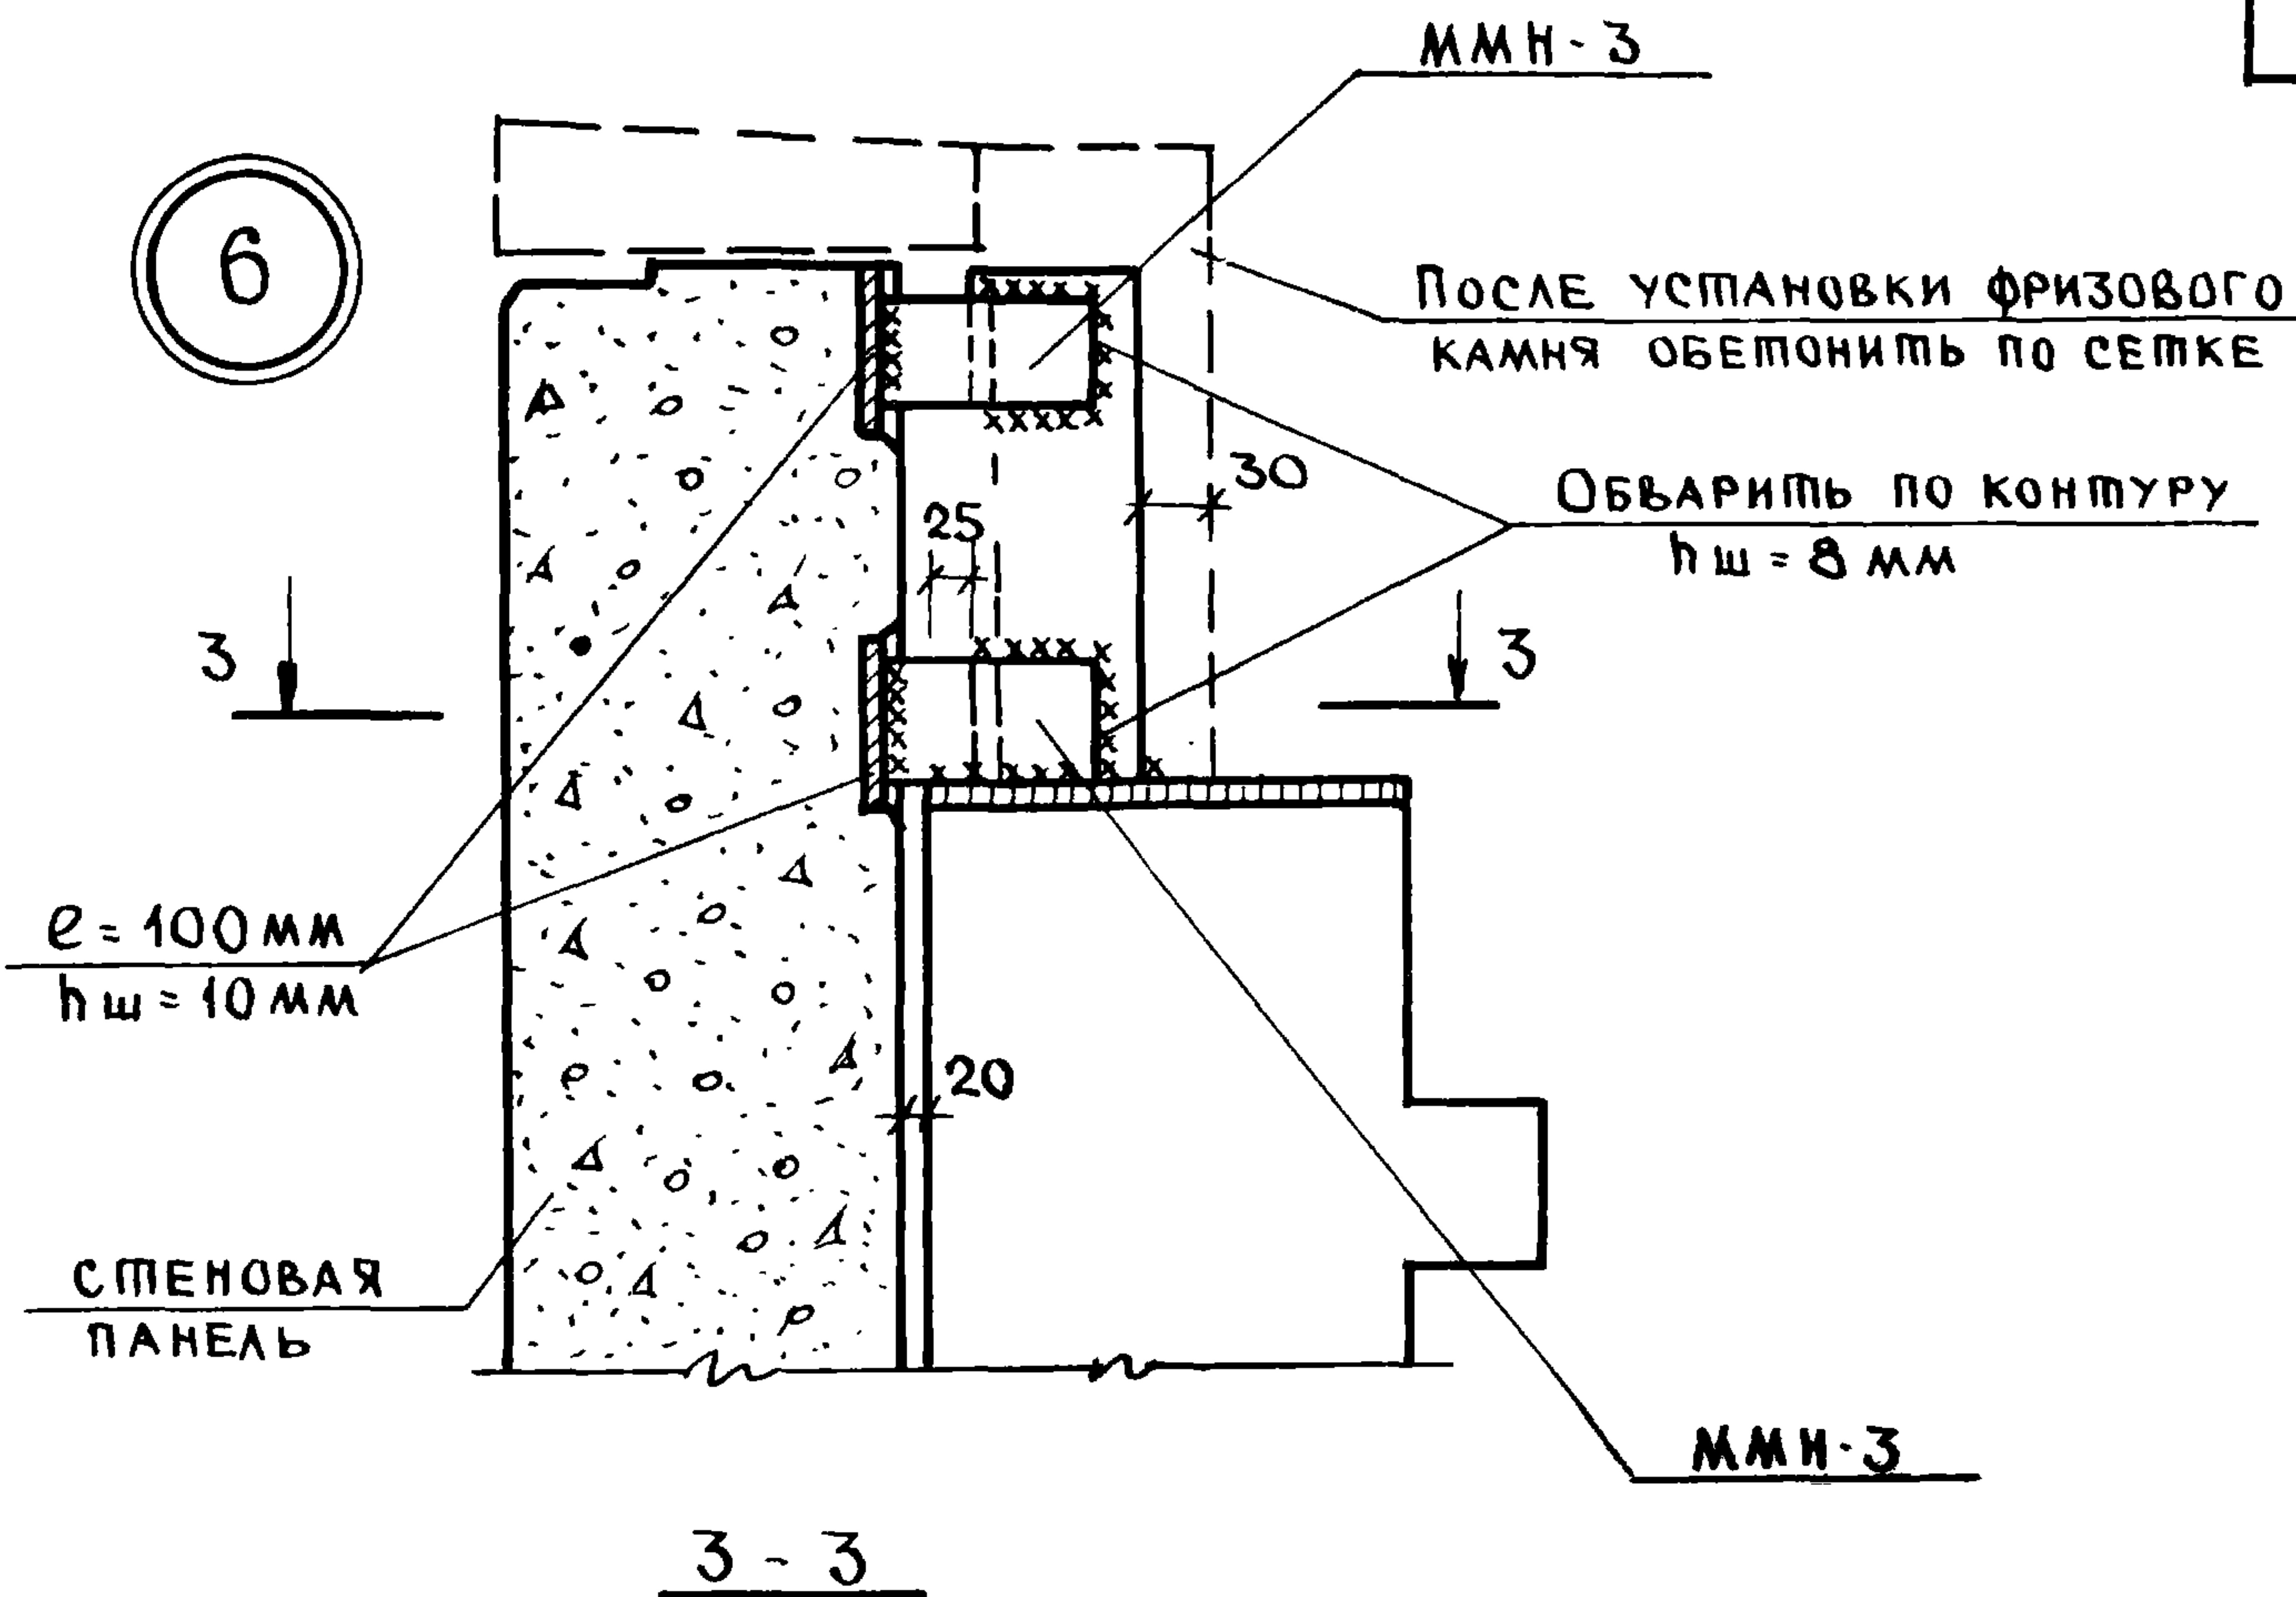 ММН-3
6
После установки фризового
камня обетонить по сетке
30
Обварить по контуру
hш = 8 мм
25
3
3
ℓ = 100 мм
hш = 10 мм
20
стеновая
панель
ММН-3
3 - 3